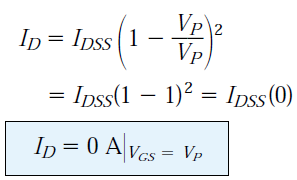 I_D = I_DSS (1 − V_P/V_P)²
= I_DSS(1 − 1)² = I_DSS(0)
I_D = 0 A|V_GS = V_P